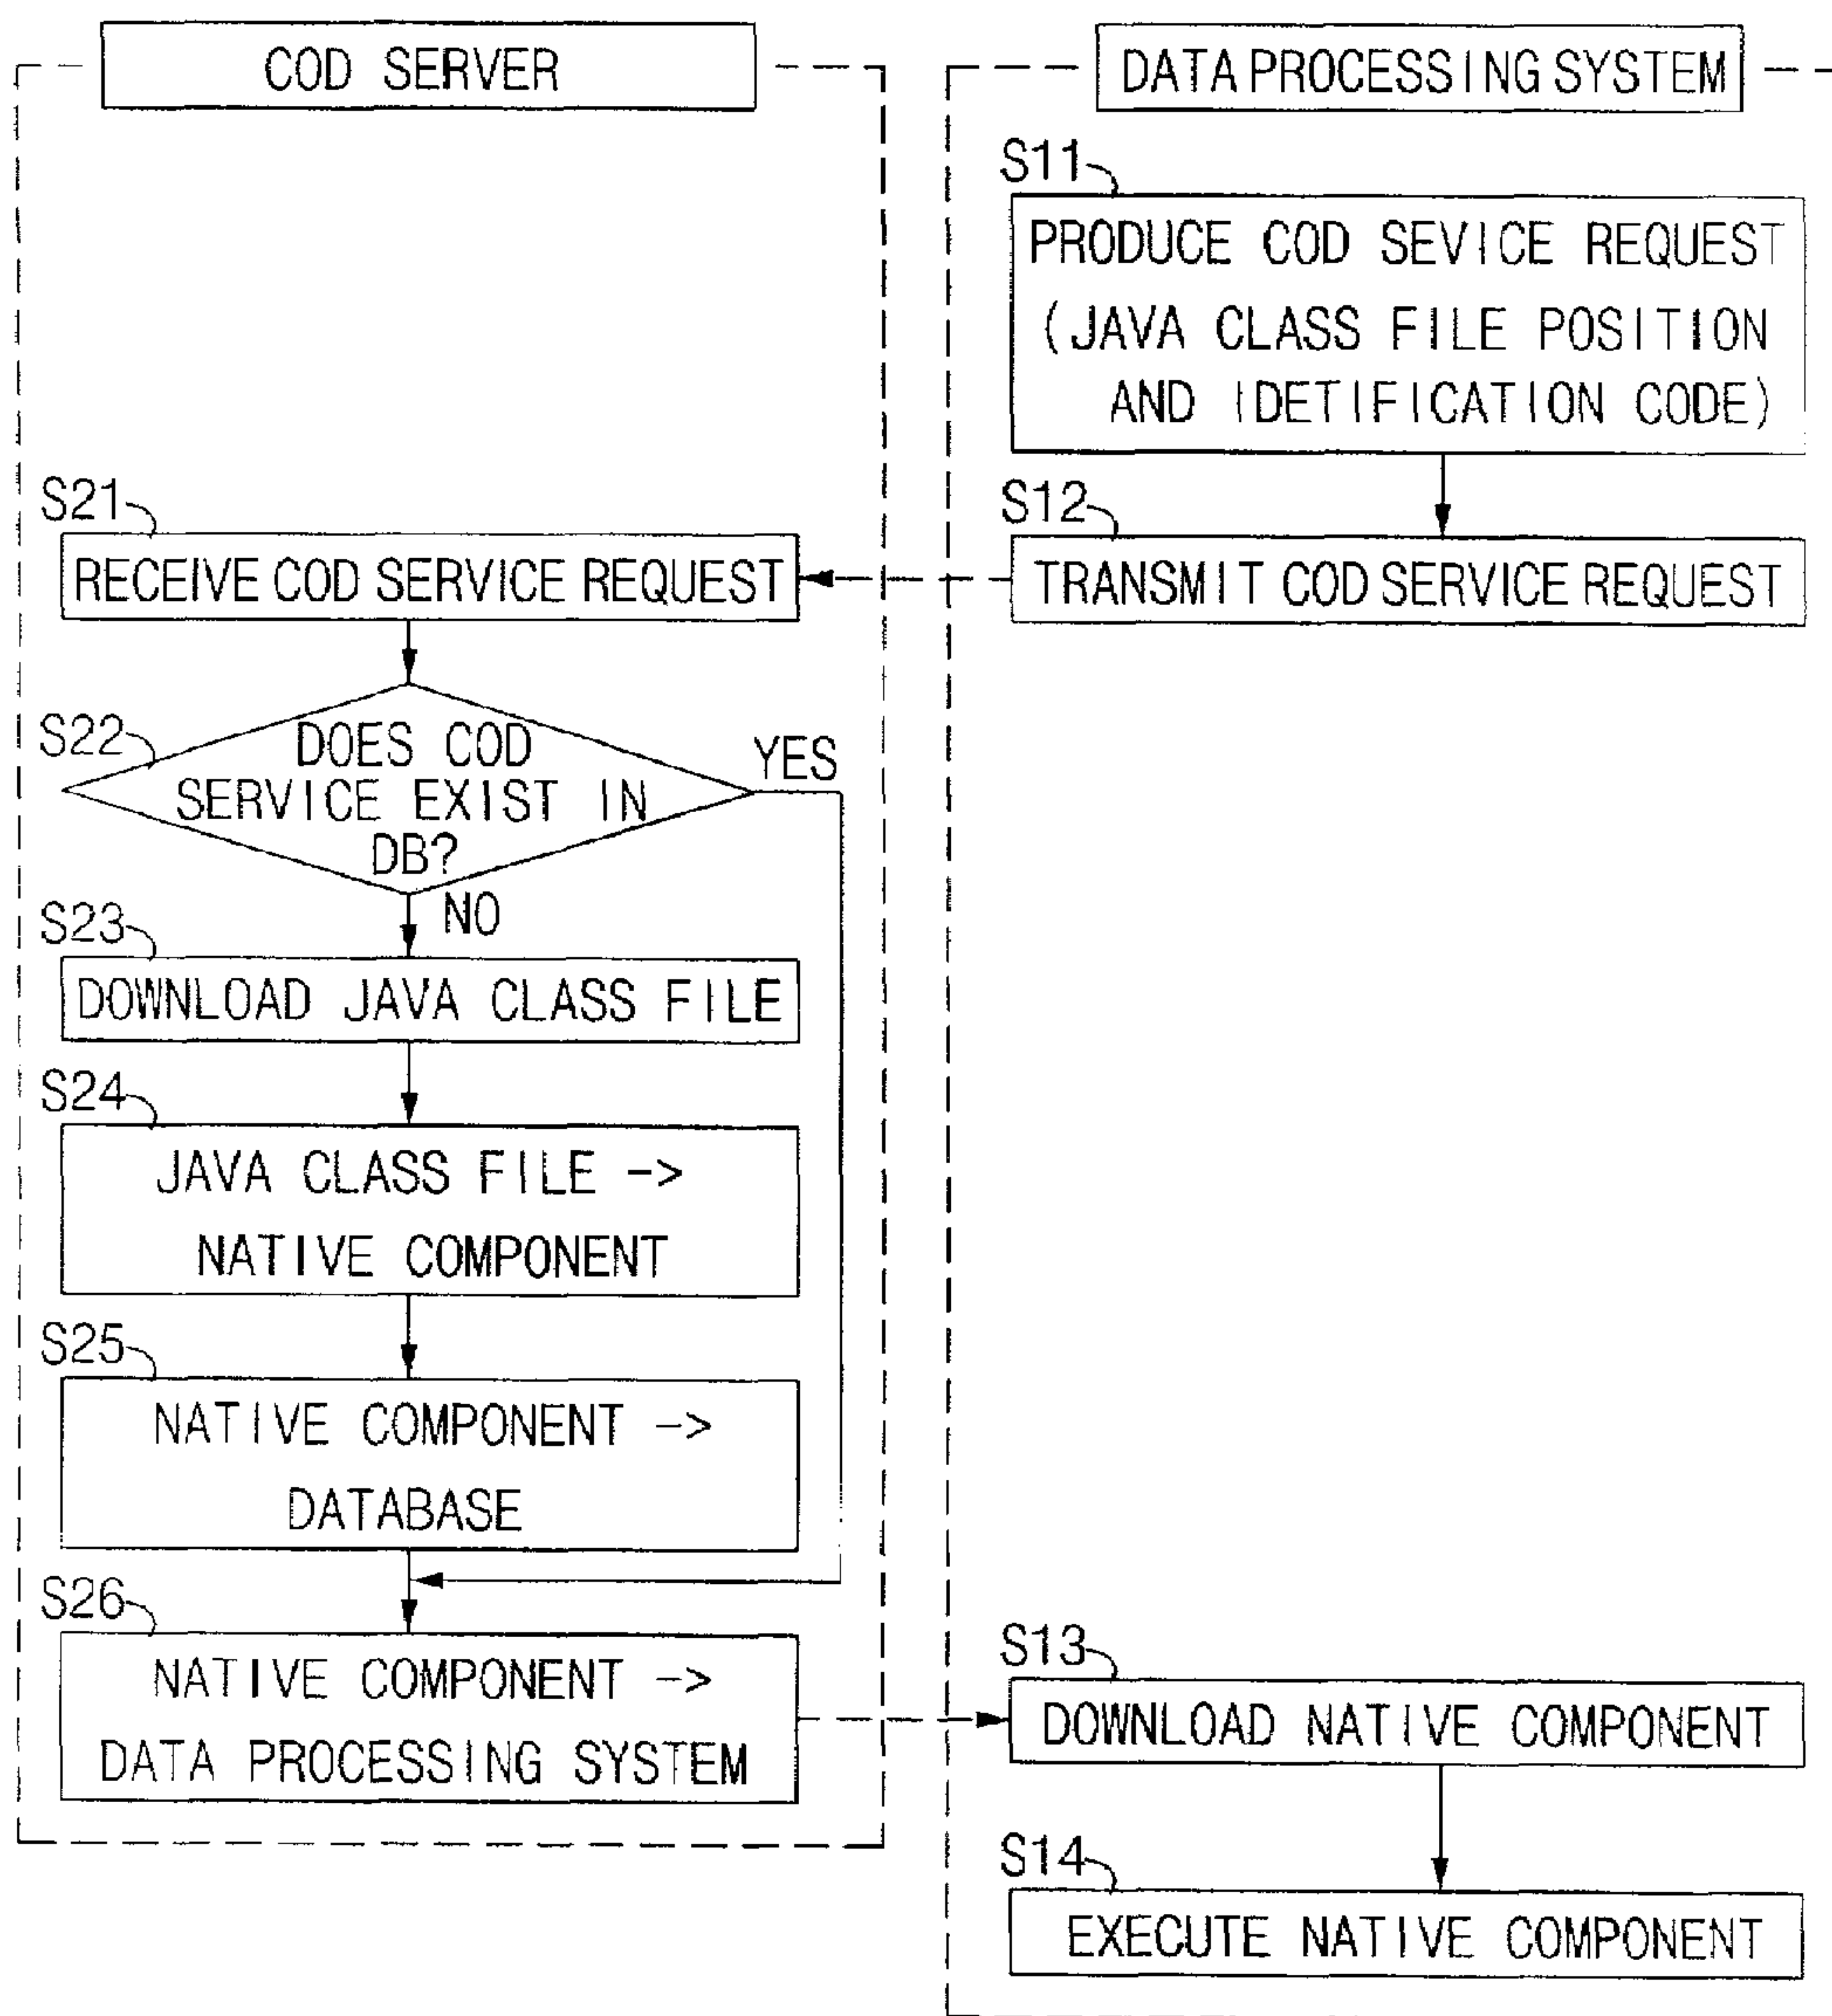 COD SERVER
DATA PROCESSING SYSTEM
S11
PRODUCE COD SEVICE REQUEST
(JAVA CLASS FILE POSITION
AND IDETIFICATION CODE)
S21
RECEIVE COD SERVICE REQUEST
S12
TRANSMIT COD SERVICE REQUEST
S22
DOES COD
SERVICE EXIST IN
DB?
YES
NO
S23
DOWNLOAD JAVA CLASS FILE
S24
JAVA CLASS FILE ->
NATIVE COMPONENT
S25
NATIVE COMPONENT ->
DATABASE
S26
NATIVE COMPONENT ->
DATA PROCESSING SYSTEM
S13
DOWNLOAD NATIVE COMPONENT
S14
EXECUTE NATIVE COMPONENT